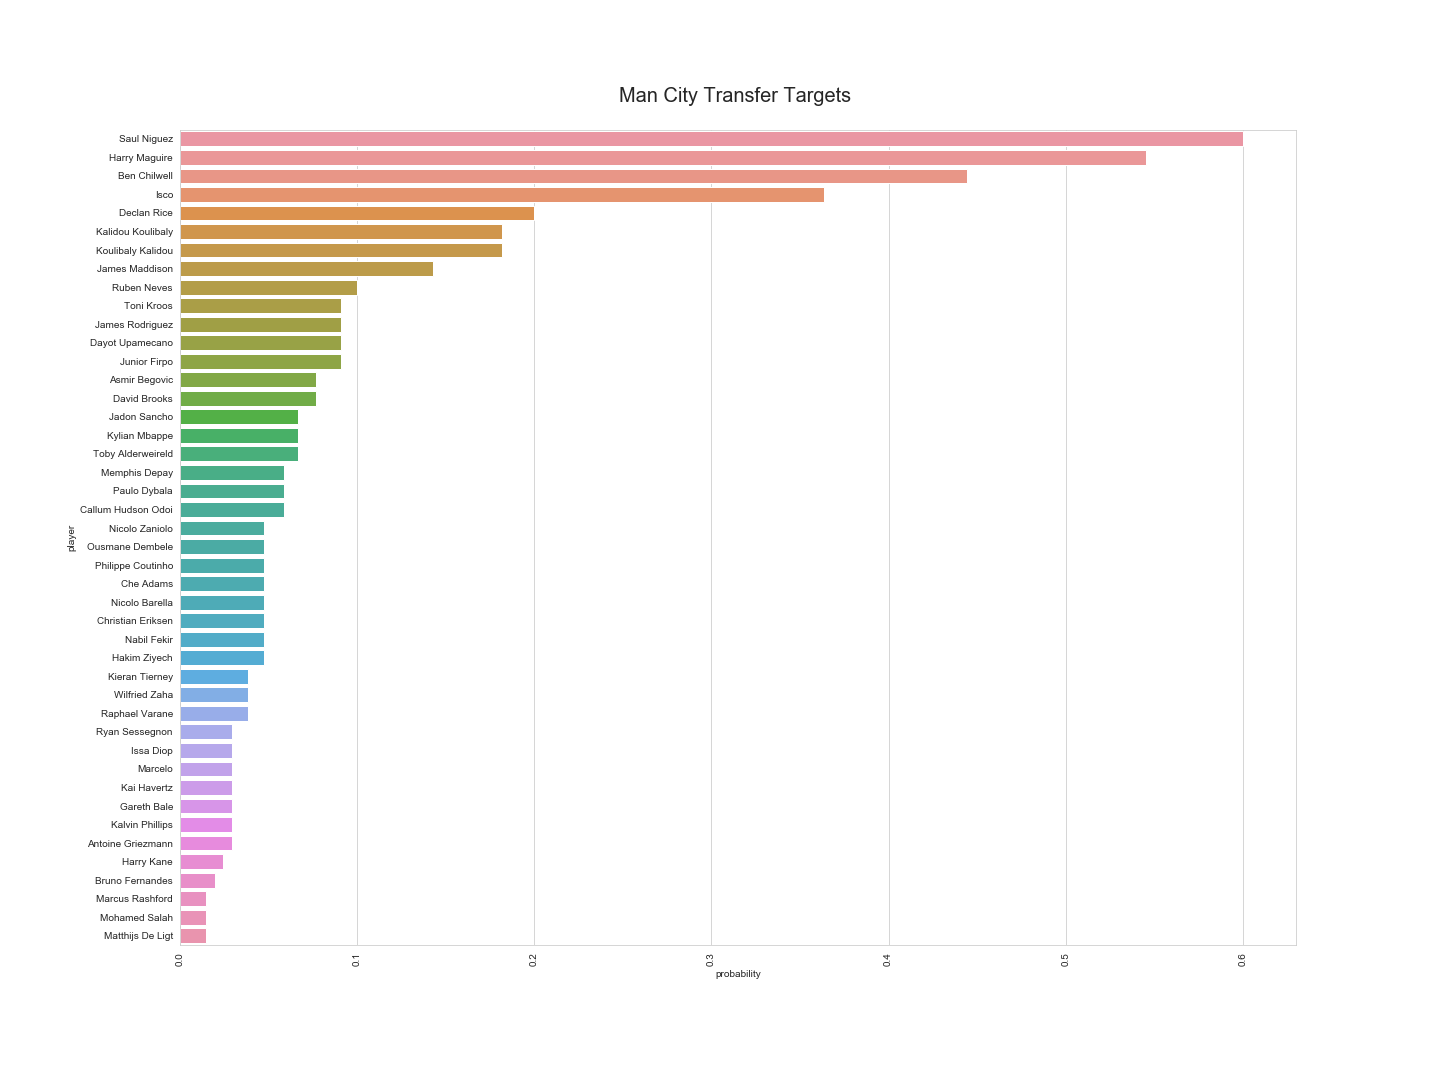 Man City Transfer Targets
Saul Niguez
Harry Maguire
Ben Chilwell
Isco
Declan Rice
Kalidou Koulibaly
Koulibaly Kalidou
James Maddison
Ruben Neves
Toni Kroos
James Rodriguez
Dayot Upamecano
Junior Firpo
Asmir Begovic
David Brooks
Jadon Sancho
Kylian Mbappe
Toby Alderweireld
Memphis Depay
Paulo Dybala
Callum Hudson Odoi
Nicolo Zaniolo
Ousmane Dembele
Philippe Coutinho
Che Adams
Nicolo Barella
Christian Eriksen
Nabil Fekir
Hakim Ziyech
Kieran Tierney
Wilfried Zaha
Raphael Varane
Ryan Sessegnon
Issa Diop
Marcelo
Kai Havertz
Gareth Bale
Kalvin Phillips
Antoine Griezmann
Harry Kane
Bruno Fernandes
Marcus Rashford
Mohamed Salah
Matthijs De Ligt
player
0.0
0.1
0.2
0.3
0.4
0.5
0.6
probability